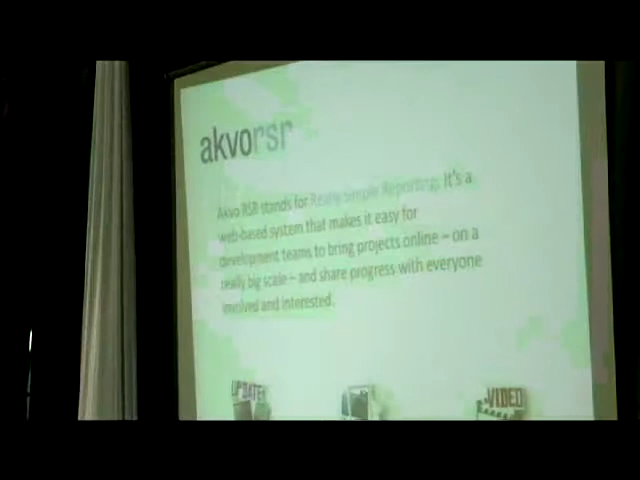 akvorsr
Akvo RSR stands for Really Simple Reporting. It's a
web-based system that makes it easy for
development teams to bring projects online – on a
really big scale – and share progress with everyone
involved and interested.
UPDATE!
VIDEO